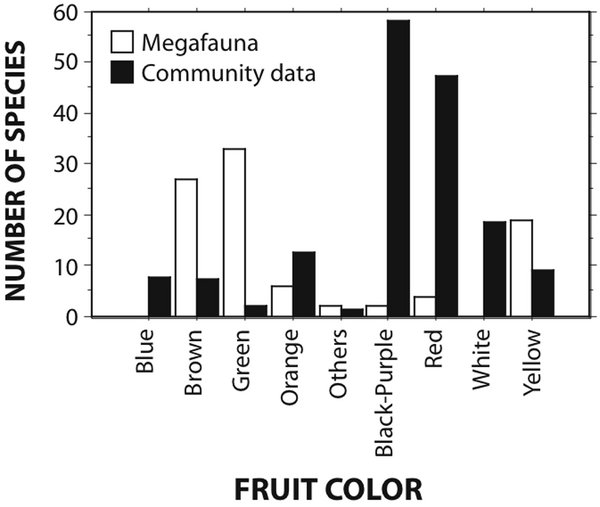 NUMBER OF SPECIES
60
50
40
30
20
10
0
Megafauna
Community data
Blue
Brown
Green
Orange
Others
Black-Purple
Red
White
Yellow
FRUIT COLOR